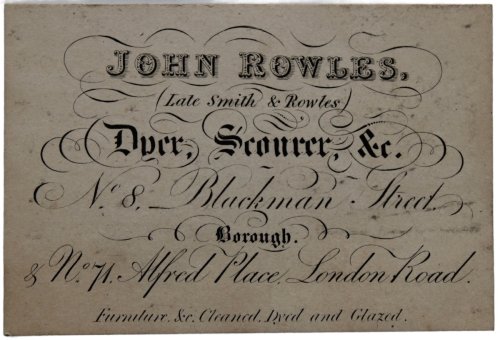 JOHN ROWLES,
(Late Smith & Rowles)
Dyer, Scourer, &c.
No. 8, Blackman Street,
Borough.
& No. 71, Alfred Place, London Road.
Furniture, &c. Cleaned, Dyed and Glazed.